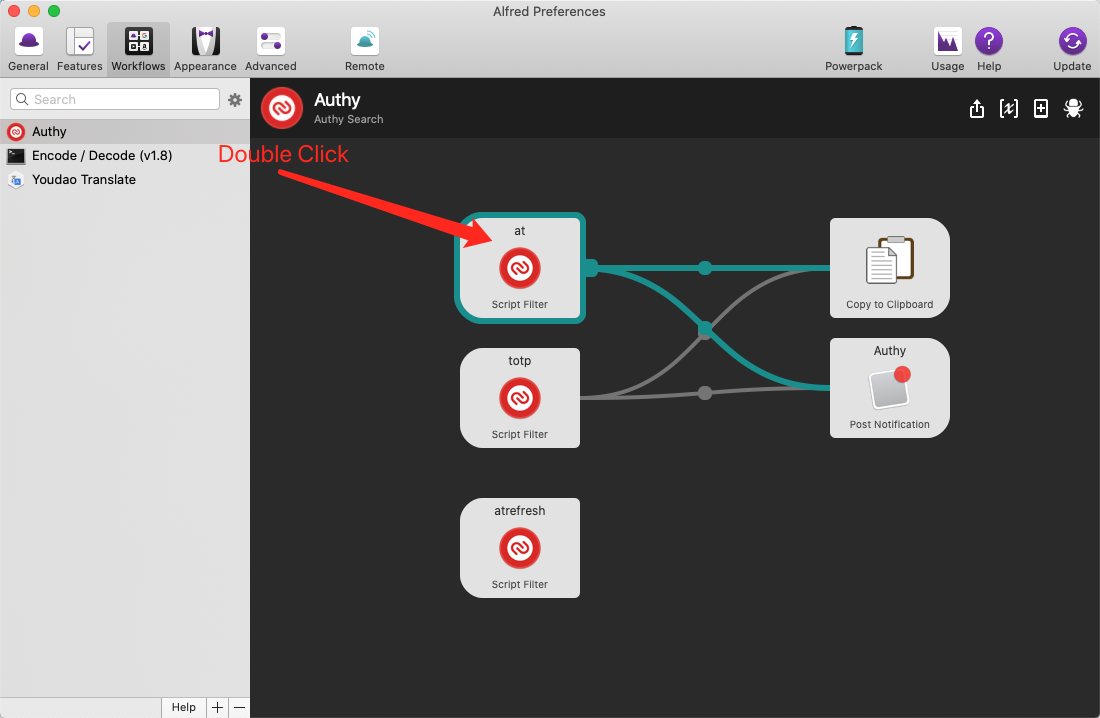 Alfred Preferences
General
Features
Workflows
Appearance
Advanced
Remote
Powerpack
Usage
Help
Update
Search
Authy
Encode / Decode (v1.8)
Youdao Translate
Authy
Authy Search
Double Click
at
Script Filter
totp
Script Filter
atrefresh
Script Filter
Copy to Clipboard
Authy
Post Notification
Help